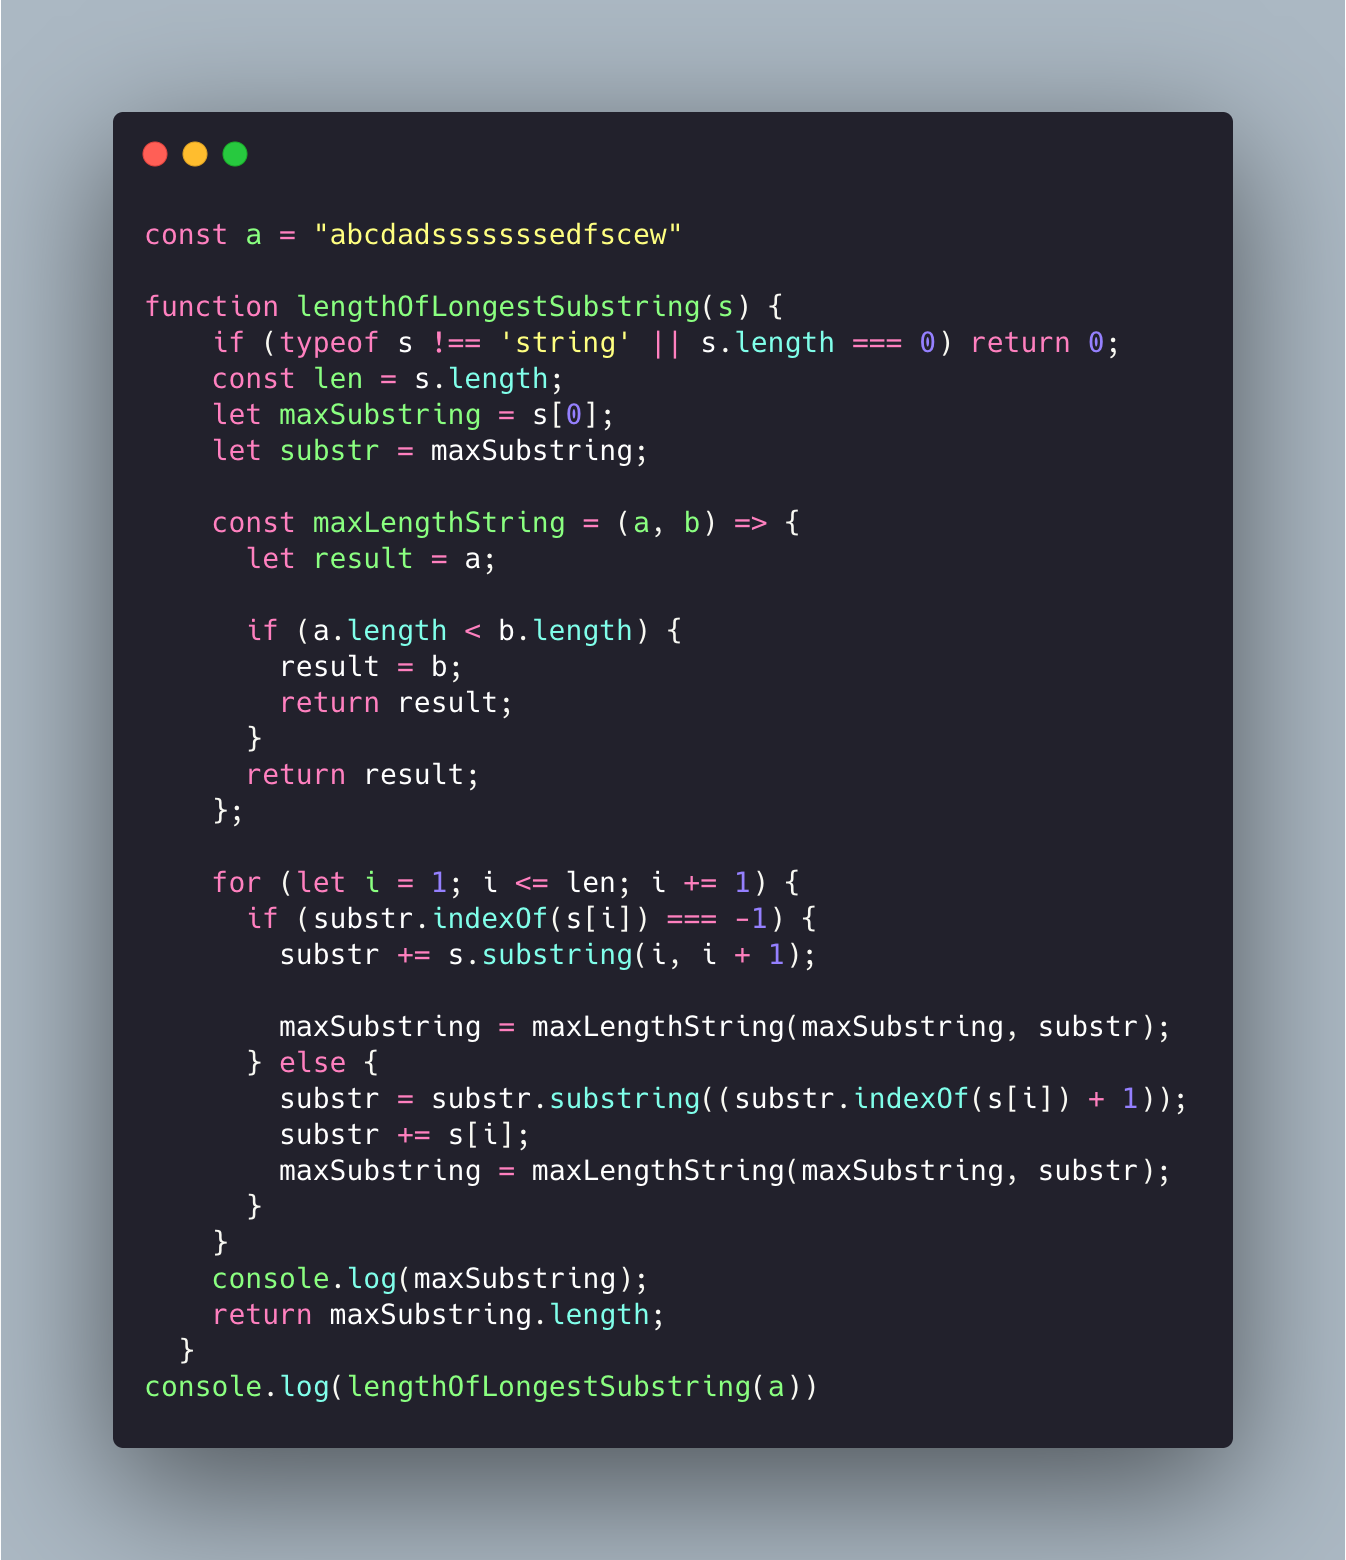 const a = "abcdadsssssssedfscew"

function lengthOfLongestSubstring(s) {
    if (typeof s !== 'string' || s.length === 0) return 0;
    const len = s.length;
    let maxSubstring = s[0];
    let substr = maxSubstring;

    const maxLengthString = (a, b) => {
      let result = a;

      if (a.length < b.length) {
        result = b;
        return result;
      }
      return result;
    };

    for (let i = 1; i <= len; i += 1) {
      if (substr.indexOf(s[i]) === -1) {
        substr += s.substring(i, i + 1);

        maxSubstring = maxLengthString(maxSubstring, substr);
      } else {
        substr = substr.substring((substr.indexOf(s[i]) + 1));
        substr += s[i];
        maxSubstring = maxLengthString(maxSubstring, substr);
      }
    }
    console.log(maxSubstring);
    return maxSubstring.length;
  }
console.log(lengthOfLongestSubstring(a))